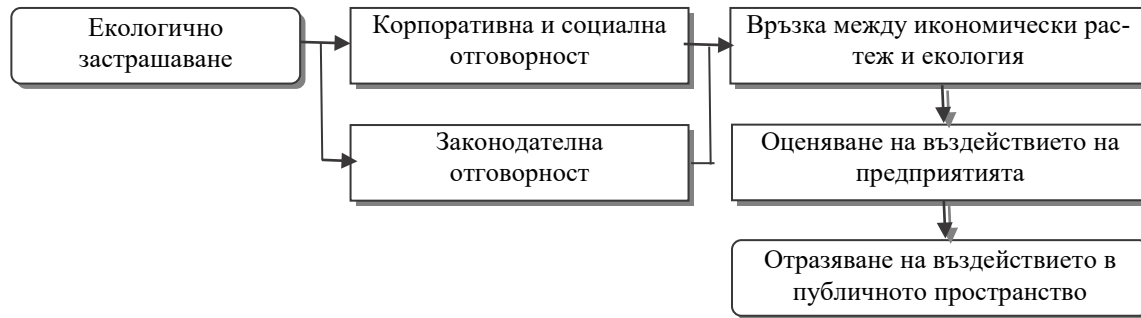 Екологично
застрашаване
Корпоративна и социална
отговорност
Връзка между икономически рас-
теж и екология
Законодателна
отговорност
Оценяване на въздействието на
предприятията
Отразяване на въздействието в
публичното пространство